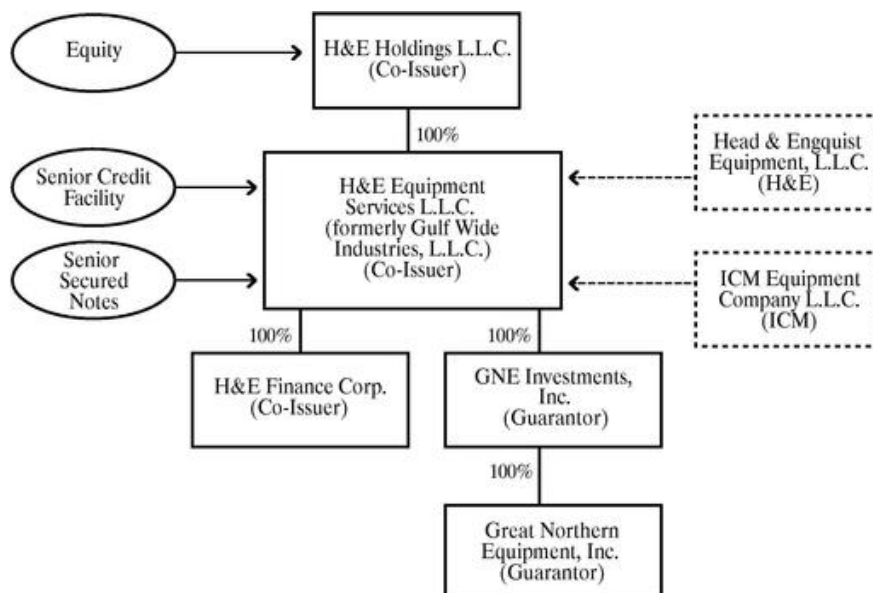 Equity
H&E Holdings L.L.C.
(Co-Issuer)
100%
Head & Engquist
Equipment, L.L.C.
(H&E)
Senior Credit
Facility
H&E Equipment
Services L.L.C.
(formerly Gulf Wide
Industries, L.L.C.)
(Co-Issuer)
Senior
Secured
Notes
ICM Equipment
Company L.L.C.
(ICM)
100%
100%
H&E Finance Corp.
(Co-Issuer)
GNE Investments,
Inc.
(Guarantor)
100%
Great Northern
Equipment, Inc.
(Guarantor)